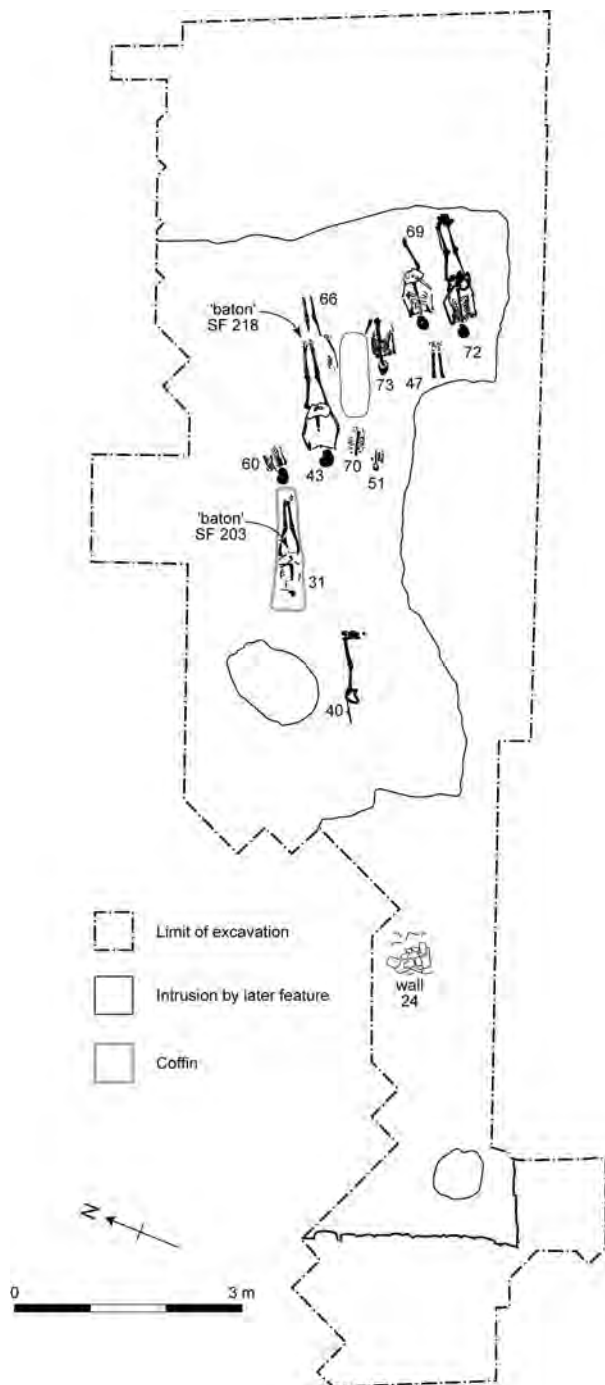 69
66
'baton'
SF 218
72
73
47
60
43
70
51
'baton'
SF 203
31
40
Limit of excavation
Intrusion by later feature
Coffin
wall
24
N
0
3 m